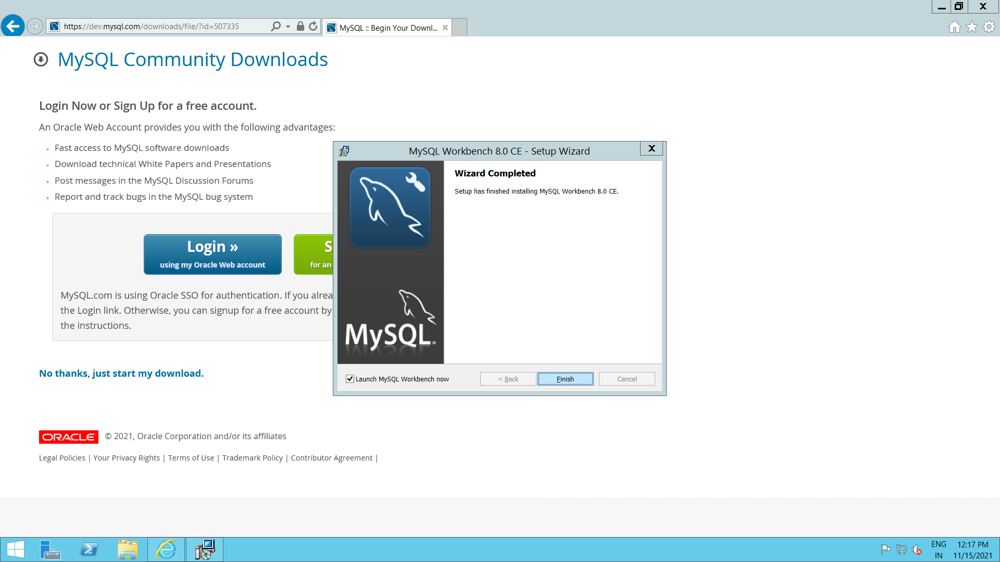 https://dev.mysql.com/downloads/file/?id=507335
MySQL :: Begin Your Downl...
MySQL Community Downloads
Login Now or Sign Up for a free account.
An Oracle Web Account provides you with the following advantages:
Fast access to MySQL software downloads
Download technical White Papers and Presentations
Post messages in the MySQL Discussion Forums
Report and track bugs in the MySQL bug system
Login »
using my Oracle Web account
S
for an
MySQL.com is using Oracle SSO for authentication. If you alrea
the Login link. Otherwise, you can signup for a free account by
the instructions.
No thanks, just start my download.
MySQL Workbench 8.0 CE - Setup Wizard
Wizard Completed
Setup has finished installing MySQL Workbench 8.0 CE.
MySQL®
Launch MySQL Workbench now
< Back
Finish
Cancel
ORACLE® © 2021, Oracle Corporation and/or its affiliates
Legal Policies | Your Privacy Rights | Terms of Use | Trademark Policy | Contributor Agreement |
ENG
IN
12:17 PM
11/15/2021